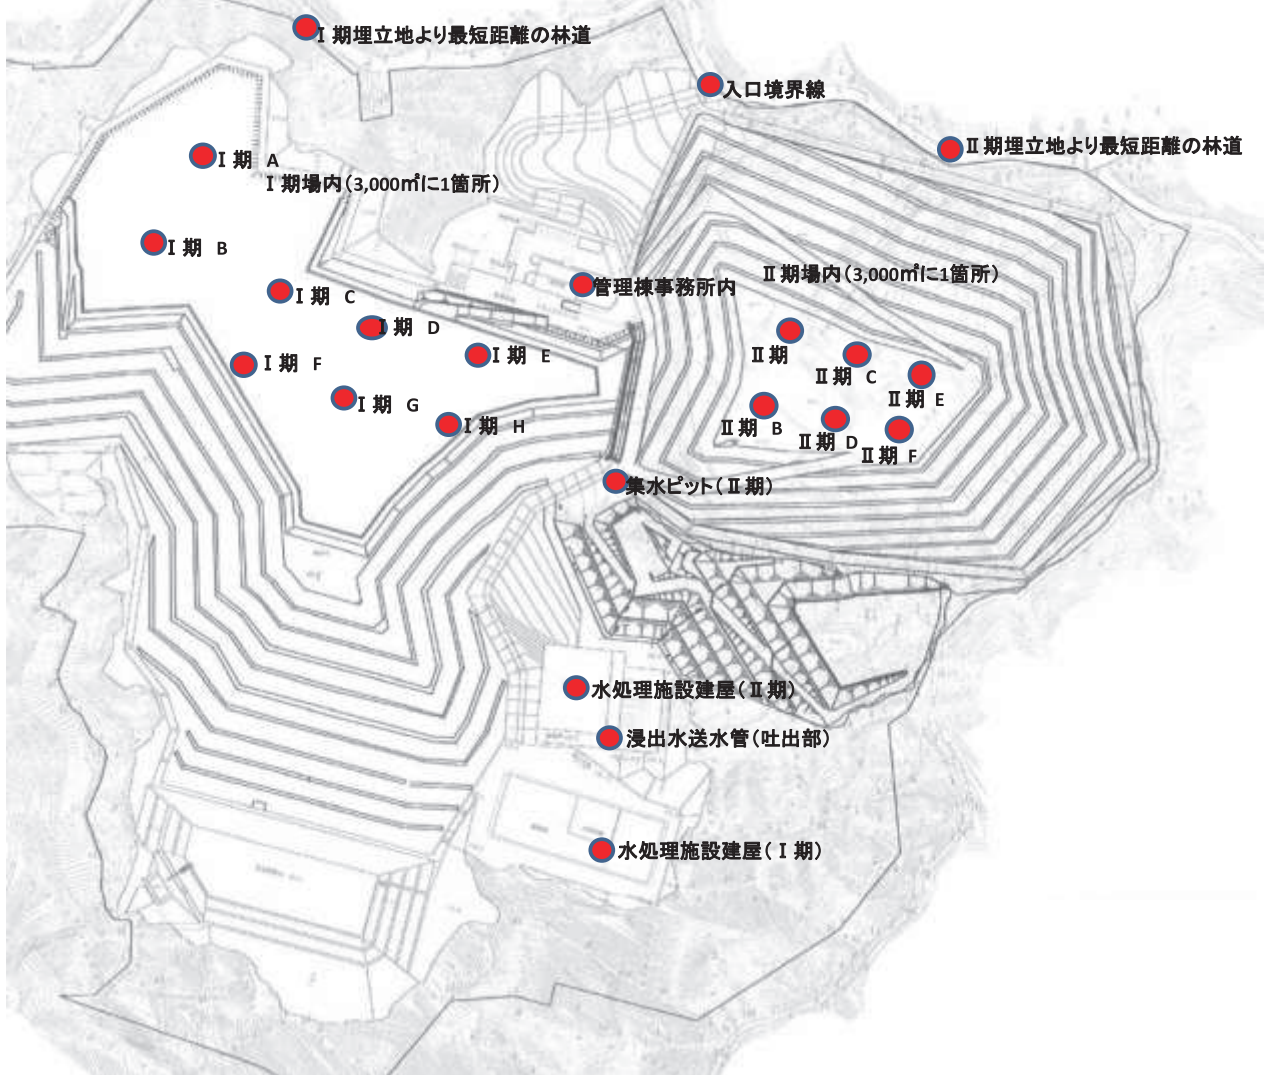 Ⅰ期埋立地より最短距離の林道
入口境界線
Ⅱ期埋立地より最短距離の林道
Ⅰ期 A
Ⅰ期場内(3,000㎡に1箇所)
Ⅰ期 B
Ⅱ期場内(3,000㎡に1箇所)
管理棟事務所内
Ⅰ期 C
Ⅰ期 D
Ⅰ期 E
Ⅱ期
Ⅰ期 F
Ⅱ期 C
Ⅱ期 E
Ⅰ期 G
Ⅰ期 H
Ⅱ期 B
Ⅱ期 D
Ⅱ期 F
集水ピット(Ⅱ期)
水処理施設建屋(Ⅱ期)
浸出水送水管(吐出部)
水処理施設建屋(Ⅰ期)